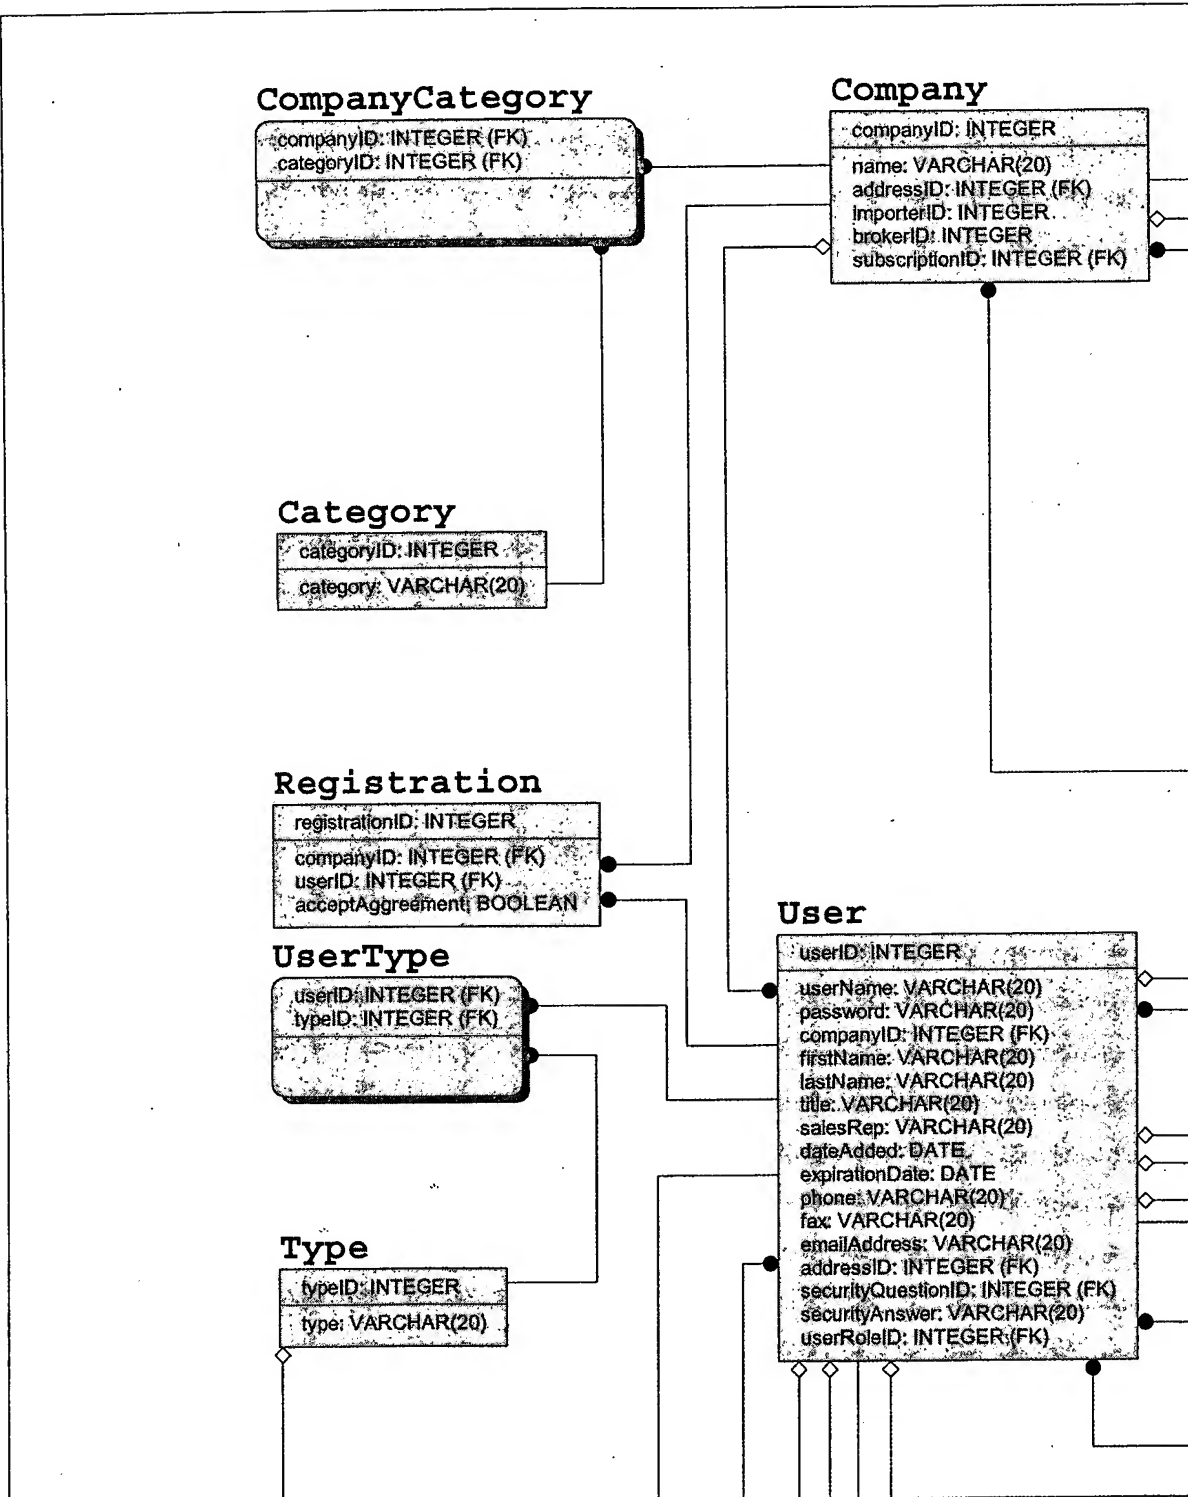 CompanyCategory
companyID: INTEGER (FK)
categoryID: INTEGER (FK)
Company
companyID: INTEGER
name: VARCHAR(20)
addressID: INTEGER (FK)
importerID: INTEGER
brokerID: INTEGER
subscriptionID: INTEGER (FK)
Category
categoryID: INTEGER
category: VARCHAR(20)
Registration
registrationID: INTEGER
companyID: INTEGER (FK)
userID: INTEGER (FK)
acceptAggreement: BOOLEAN
UserType
userID: INTEGER (FK)
typeID: INTEGER (FK)
Type
typeID: INTEGER
type: VARCHAR(20)
User
userID: INTEGER
userName: VARCHAR(20)
password: VARCHAR(20)
companyID: INTEGER (FK)
firstName: VARCHAR(20)
lastName: VARCHAR(20)
title: VARCHAR(20)
salesRep: VARCHAR(20)
dateAdded: DATE
expirationDate: DATE
phone: VARCHAR(20)
fax: VARCHAR(20)
emailAddress: VARCHAR(20)
addressID: INTEGER (FK)
securityQuestionID: INTEGER (FK)
securityAnswer: VARCHAR(20)
userRoleID: INTEGER (FK)